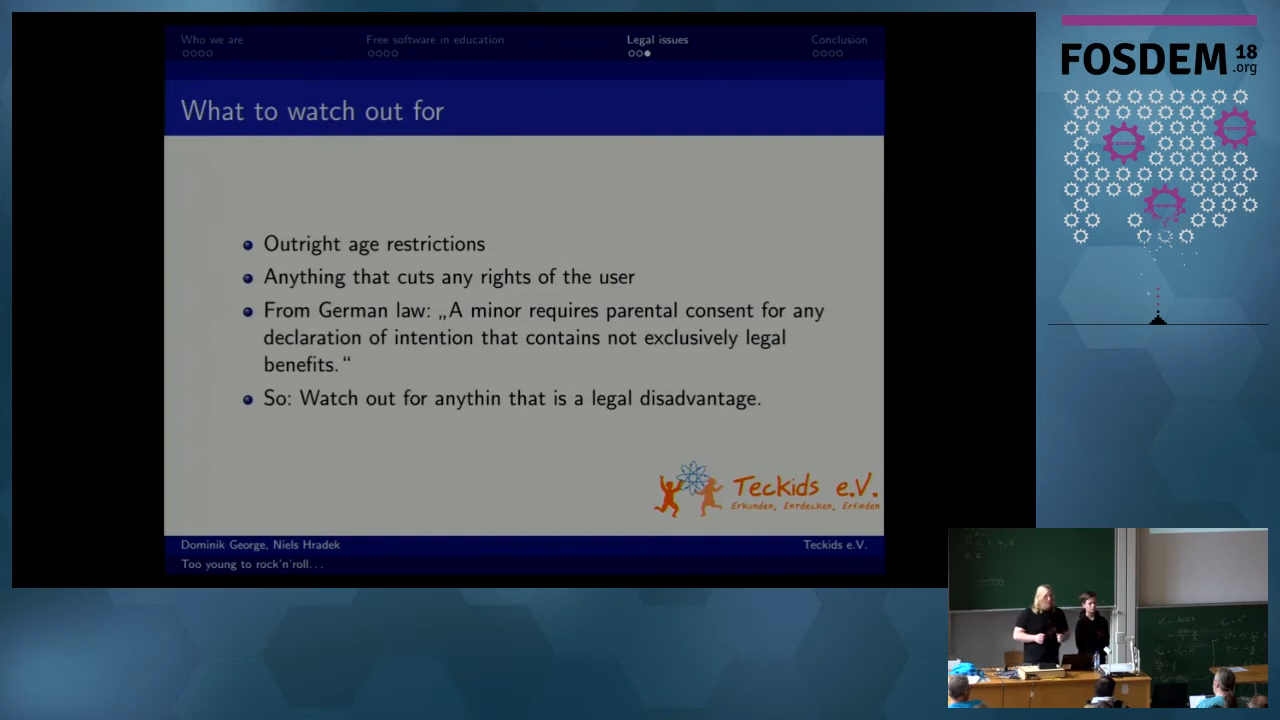 Who we are
Free software in education
Legal issues
Conclusion
What to watch out for
Outright age restrictions
Anything that cuts any rights of the user
From German law: „A minor requires parental consent for any
declaration of intention that contains not exclusively legal
benefits.“
So: Watch out for anythin that is a legal disadvantage.
Teckids e.V.
Erkunden, Entdecken, Erfinden
Dominik George, Niels Hradek
Teckids e.V.
Too young to rock'n'roll...
FOSDEM 18
.org